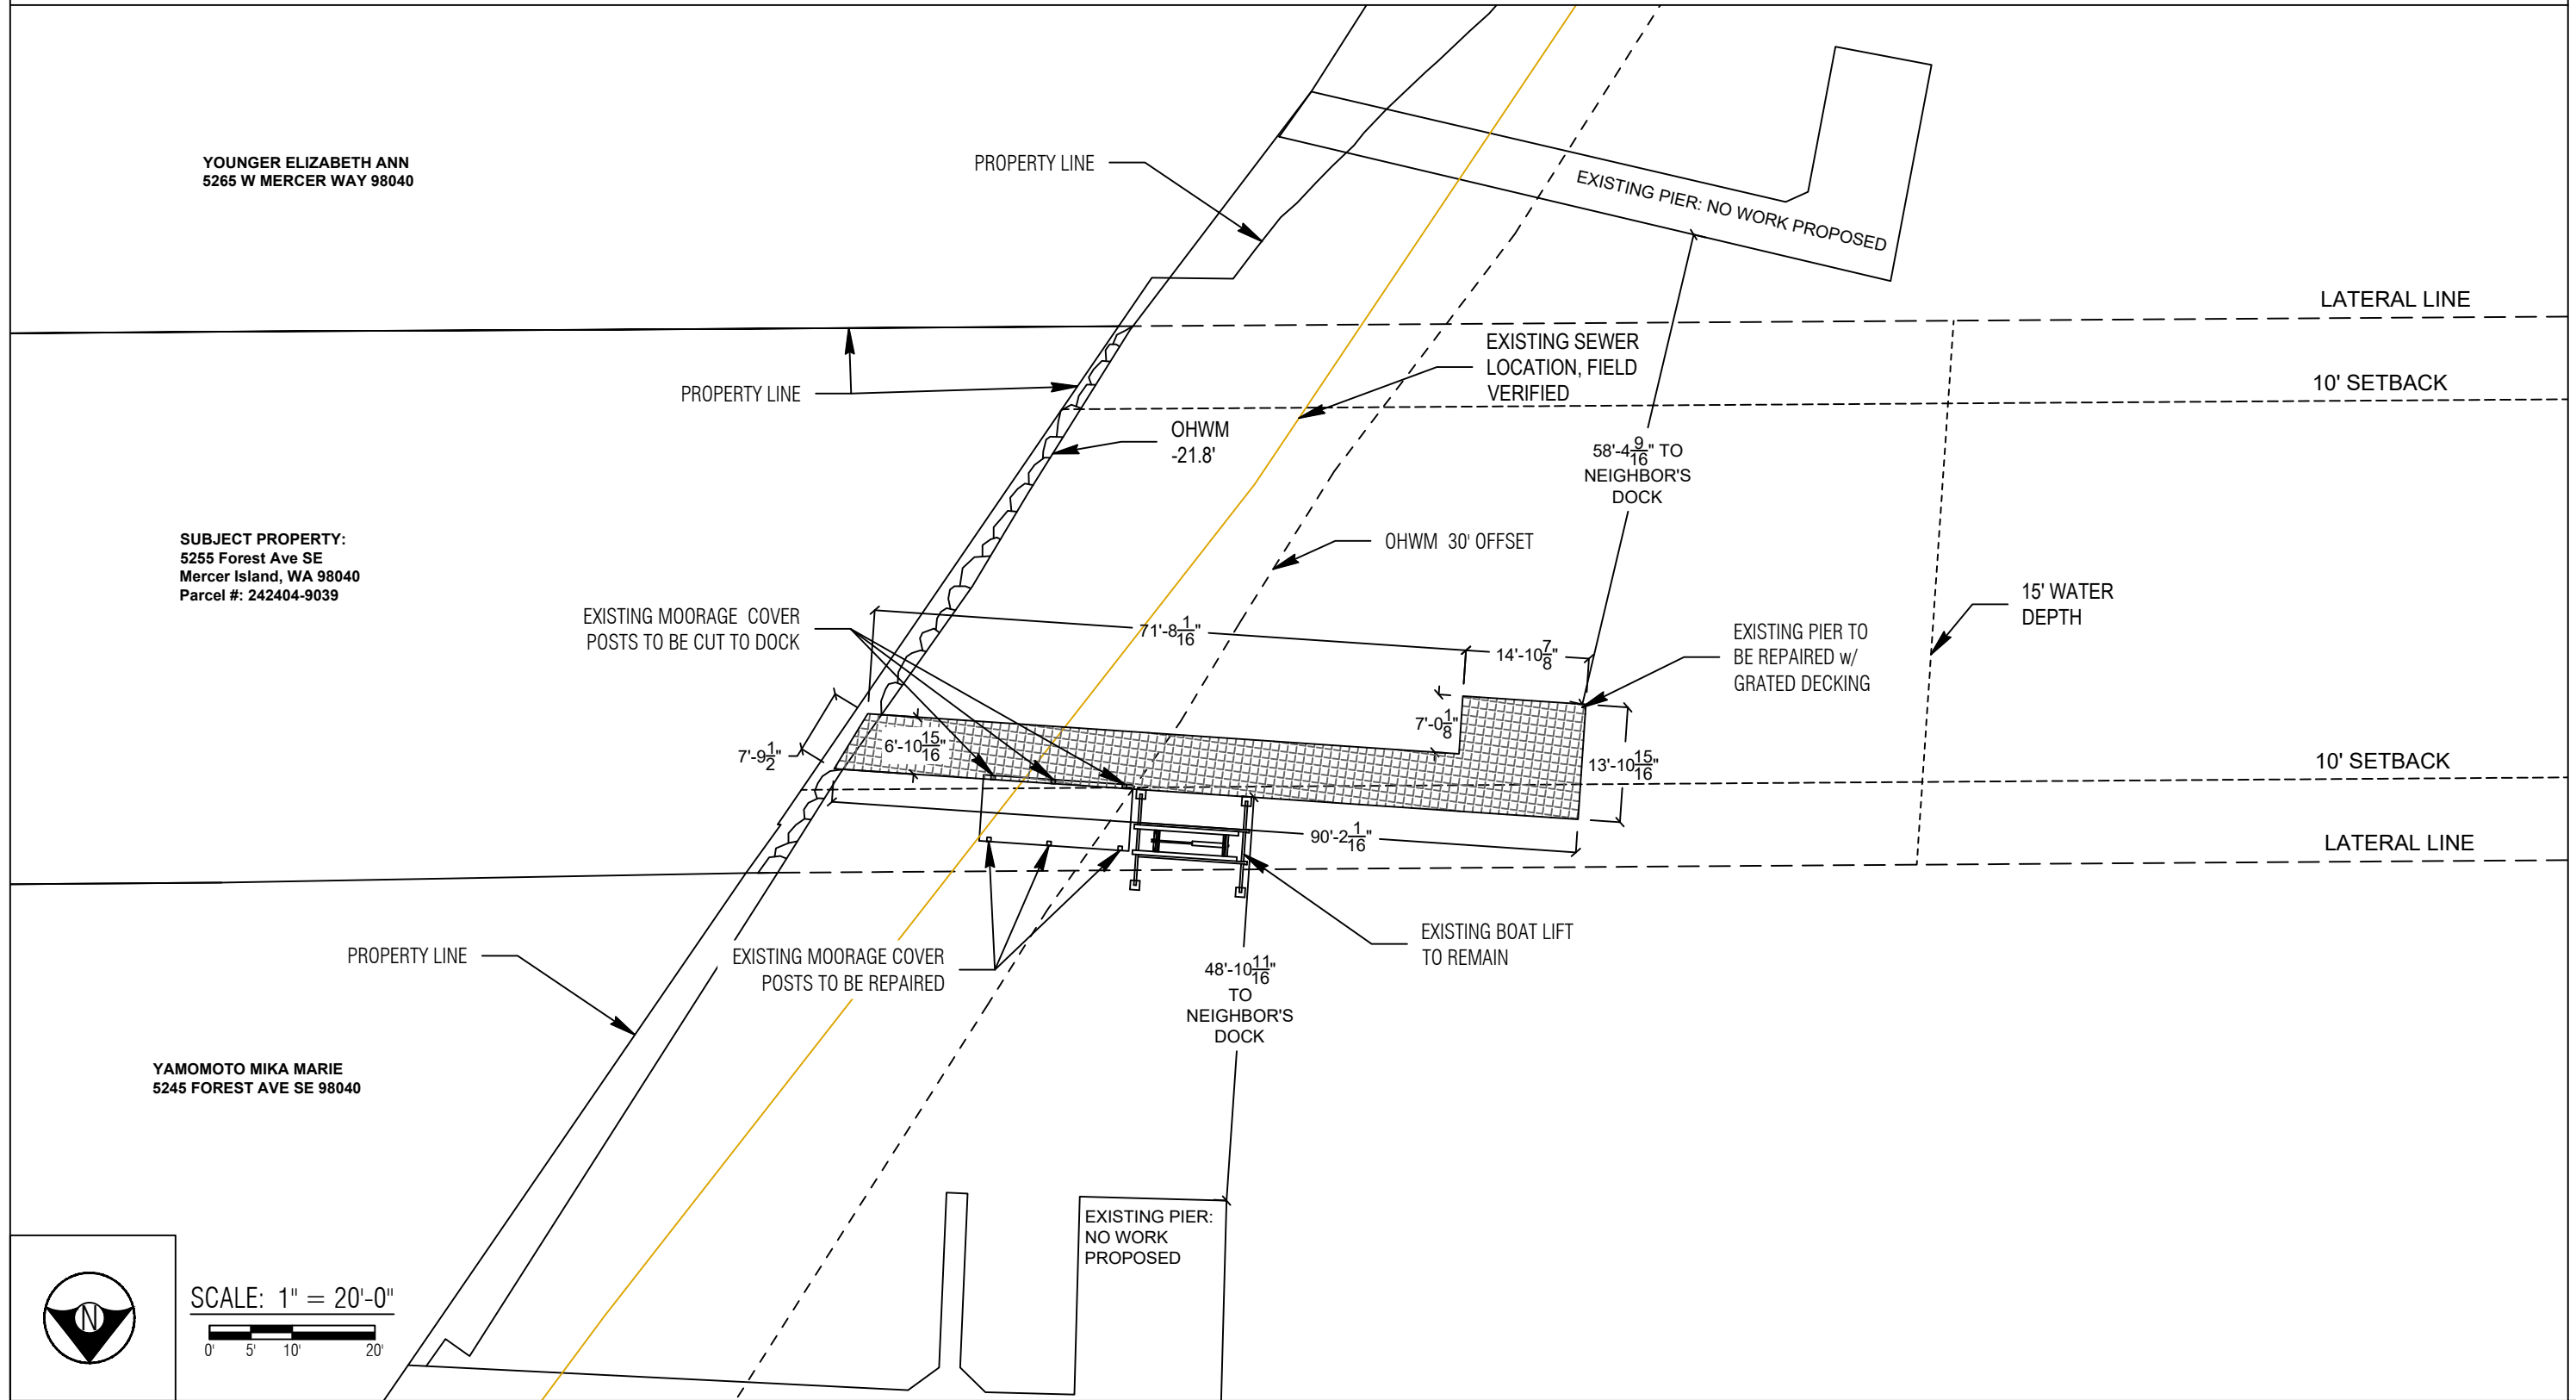 YOUNGER ELIZABETH ANN
5265 W MERCER WAY 98040
PROPERTY LINE
EXISTING PIER: NO WORK PROPOSED
LATERAL LINE
EXISTING SEWER
LOCATION, FIELD
VERIFIED
10' SETBACK
PROPERTY LINE
OHWM
-21.8'
58'-4 9/16" TO
NEIGHBOR'S
DOCK
SUBJECT PROPERTY:
5255 Forest Ave SE
Mercer Island, WA 98040
Parcel #: 242404-9039
OHWM 30' OFFSET
15' WATER
DEPTH
EXISTING MOORAGE COVER
POSTS TO BE CUT TO DOCK
71'-8 1/16"
14'-10 7/8"
EXISTING PIER TO
BE REPAIRED w/
GRATED DECKING
7'-0 1/8"
7'-9 1/2"
6'-10 15/16"
13'-10 15/16"
10' SETBACK
90'-2 1/16"
LATERAL LINE
PROPERTY LINE
EXISTING MOORAGE COVER
POSTS TO BE REPAIRED
EXISTING BOAT LIFT
TO REMAIN
48'-10 11/16"
TO
NEIGHBOR'S
DOCK
YAMOMOTO MIKA MARIE
5245 FOREST AVE SE 98040
EXISTING PIER:
NO WORK
PROPOSED
N
SCALE: 1" = 20'-0"
0' 5' 10' 20'